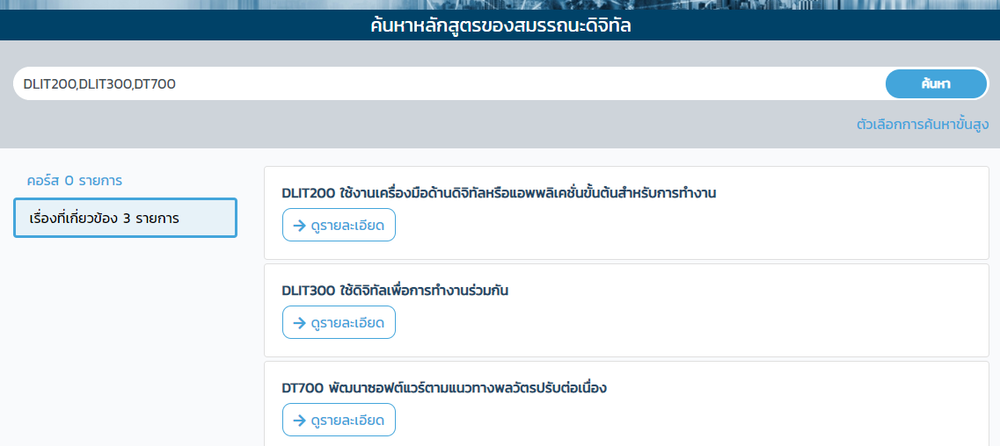 ค้นหาหลักสูตรของสมรรถนะดิจิทัล
DLIT200,DLIT300,DT700
ค้นหา
ตัวเลือกการค้นหาขั้นสูง
คอร์ส 0 รายการ
เรื่องที่เกี่ยวข้อง 3 รายการ
DLIT200 ใช้งานเครื่องมือด้านดิจิทัลหรือแอพพลิเคชั่นขั้นต้นสำหรับการทำงาน
→ ดูรายละเอียด
DLIT300 ใช้ดิจิทัลเพื่อการทำงานร่วมกัน
→ ดูรายละเอียด
DT700 พัฒนาซอฟต์แวร์ตามแนวทางพลวัตรปรับต่อเนื่อง
→ ดูรายละเอียด